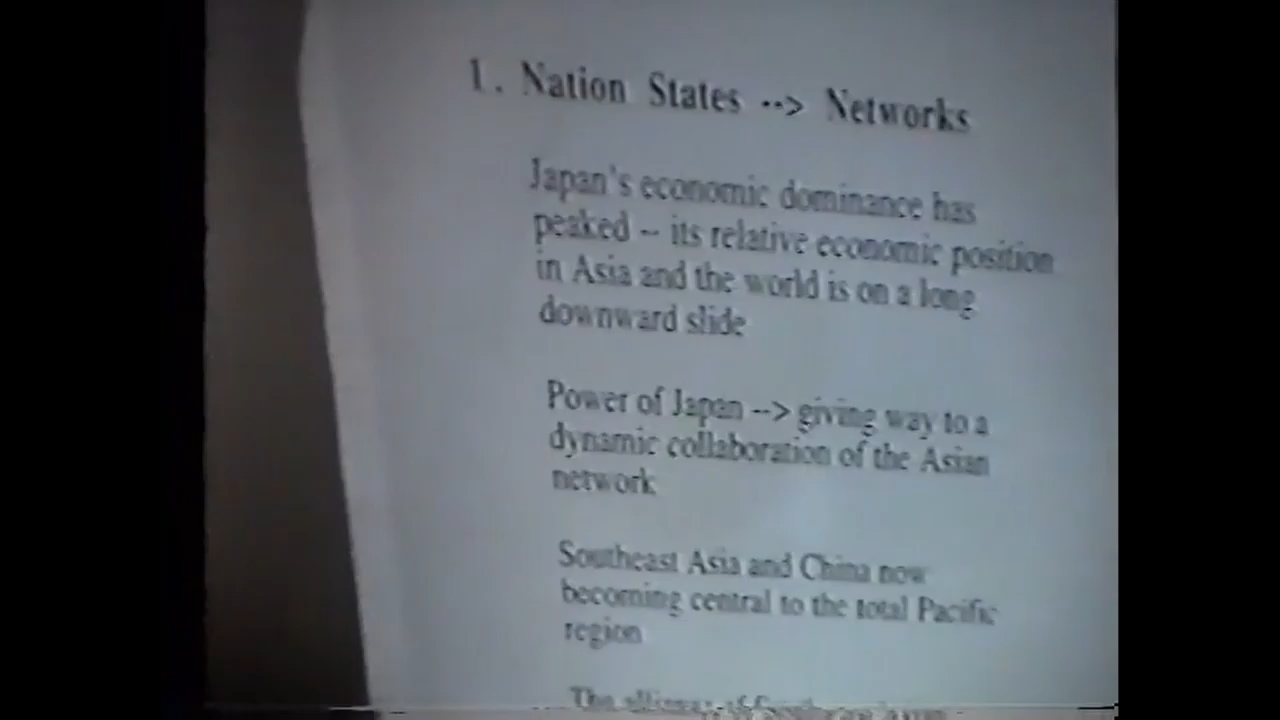 1. Nation States --> Networks
Japan's economic dominance has
peaked -- its relative economic position
in Asia and the world is on a long
downward slide
Power of Japan --> giving way to a
dynamic collaboration of the Asian
network
Southeast Asia and China now
becoming central to the total Pacific
region
The